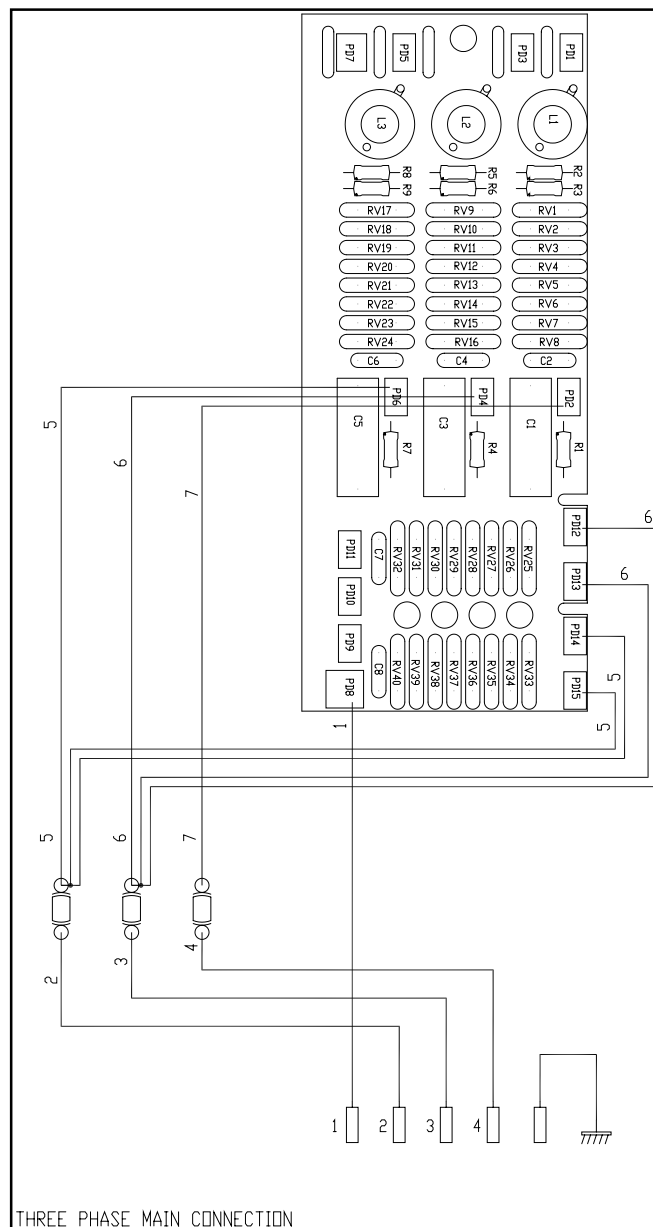 PD7 PD5 PD3 PD1
L3 L2 L1
R8 R5 R2
R9 R6 R3
RV17 RV9 RV1
RV18 RV10 RV2
RV19 RV11 RV3
RV20 RV12 RV4
RV21 RV13 RV5
RV22 RV14 RV6
RV23 RV15 RV7
RV24 RV16 RV8
C6 C4 C2
PD6 PD4 PD2
C5 C3 C1
R7 R4 R1
5 6 7
PD12 6
PD11 C7 RV32 RV31 RV30 RV29 RV28 RV27 RV26 RV25
PD13 6
PD10
PD9 PD14
C8 RV40 RV39 RV38 RV37 RV36 RV35 RV34 RV33
PD8 PD15 5
1 5
5 6 7
2 3 4
1 2 3 4
THREE PHASE MAIN CONNECTION